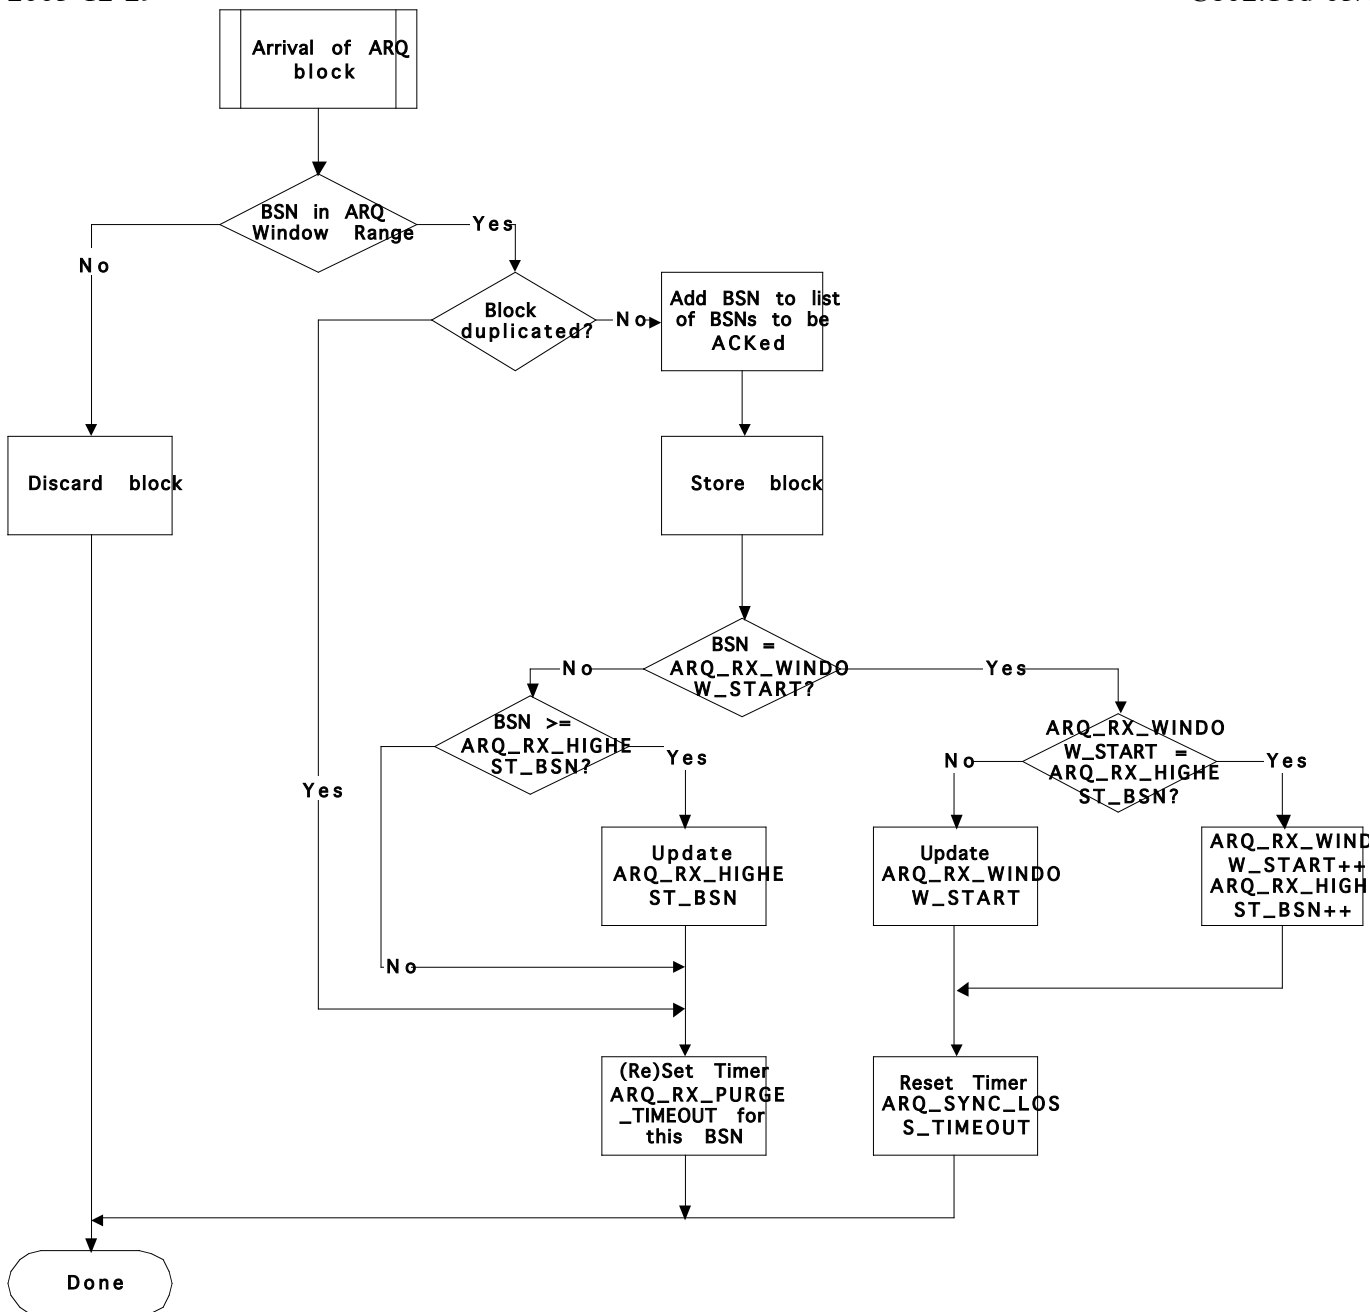 Arrival of ARQ
block
BSN in ARQ
Window Range
Yes
No
Block
duplicated?
No
Add BSN to list
of BSNs to be
ACKed
Discard block
Store block
BSN =
ARQ_RX_WINDO
W_START?
No
Yes
BSN >=
ARQ_RX_HIGHE
ST_BSN?
Yes
ARQ_RX_WINDO
W_START =
ARQ_RX_HIGHE
ST_BSN?
No
Yes
Yes
Update
ARQ_RX_HIGHE
ST_BSN
Update
ARQ_RX_WINDO
W_START
ARQ_RX_WIND
W_START++
ARQ_RX_HIGH
ST_BSN++
No
(Re)Set Timer
ARQ_RX_PURGE
_TIMEOUT for
this BSN
Reset Timer
ARQ_SYNC_LOS
S_TIMEOUT
Done